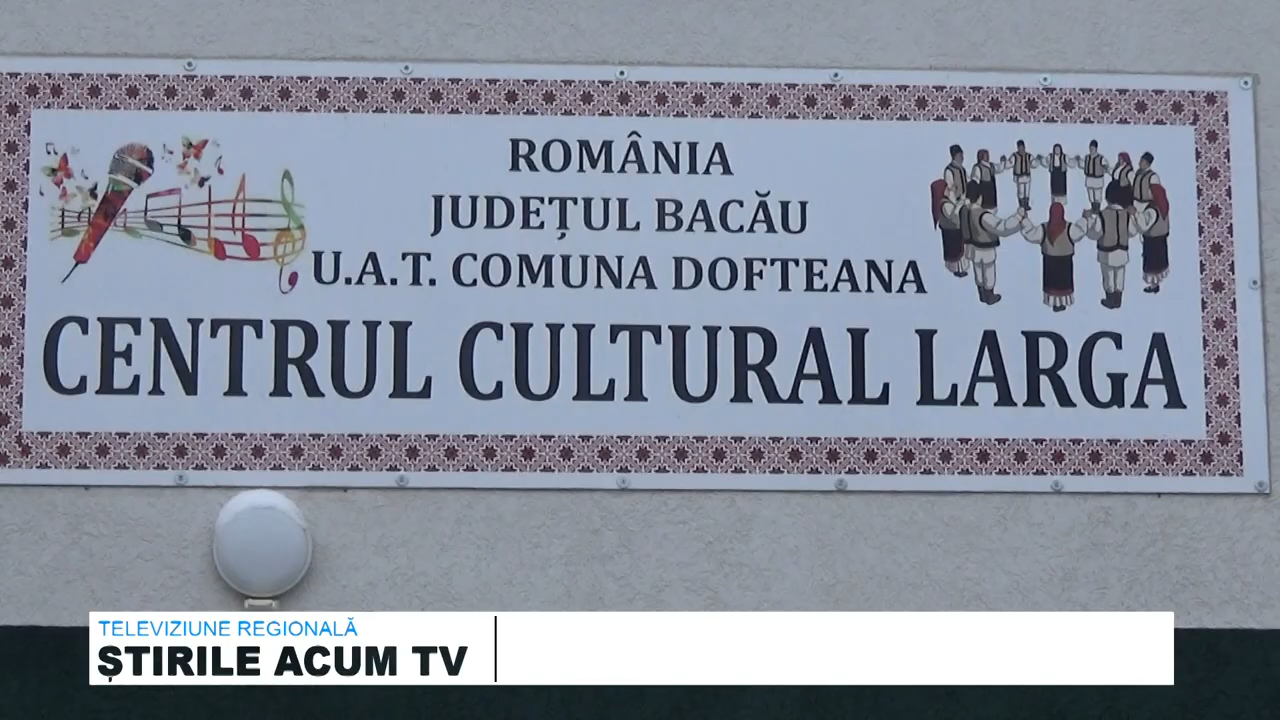 ROMÂNIA
JUDEȚUL BACĂU
U.A.T. COMUNA DOFTEANA
CENTRUL CULTURAL LARGA
TELEVIZIUNE REGIONALĂ
ȘTIRILE ACUM TV